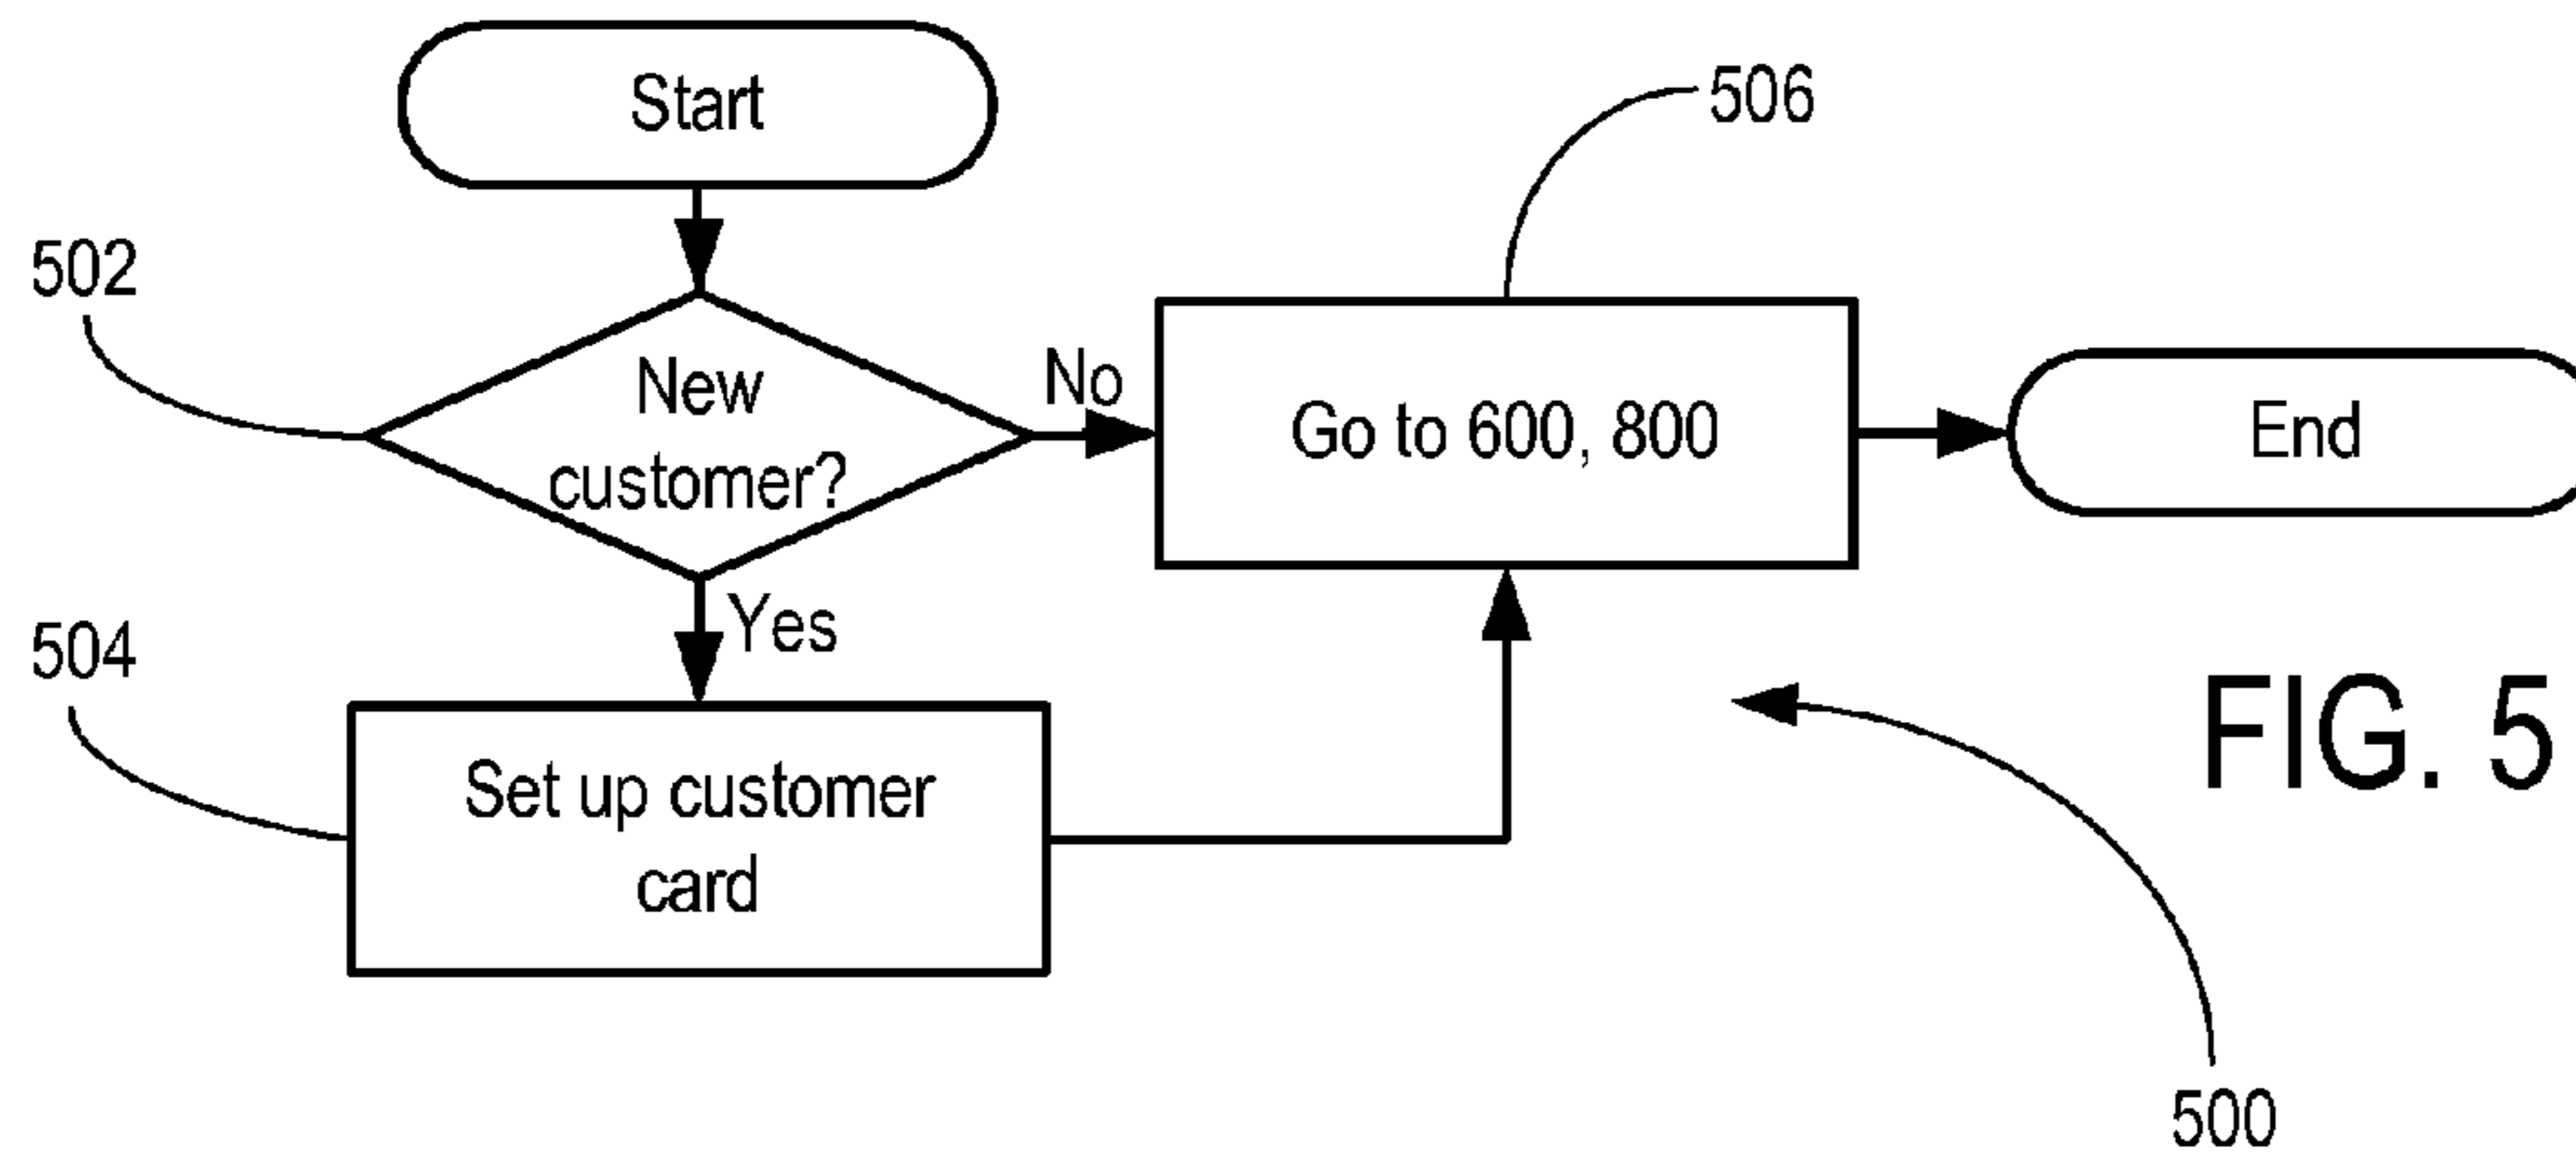 Start
506
502
New
customer?
No
Go to 600, 800
End
Yes
504
Set up customer
card
FIG. 5
500